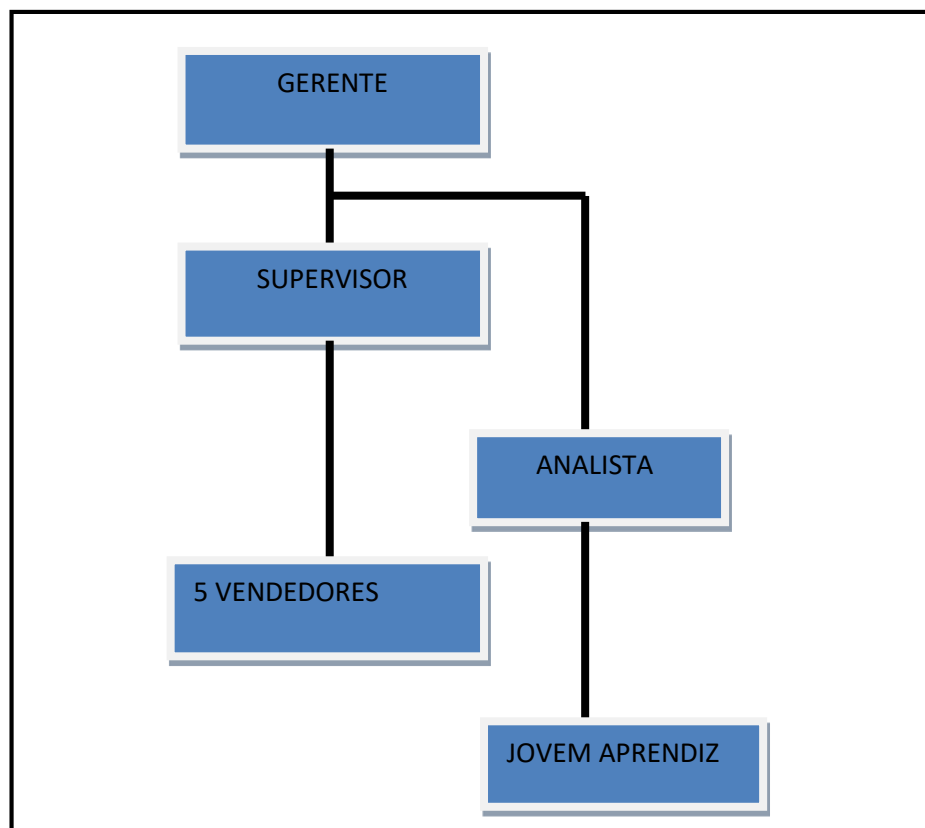 GERENTE
SUPERVISOR
ANALISTA
5 VENDEDORES
JOVEM APRENDIZ